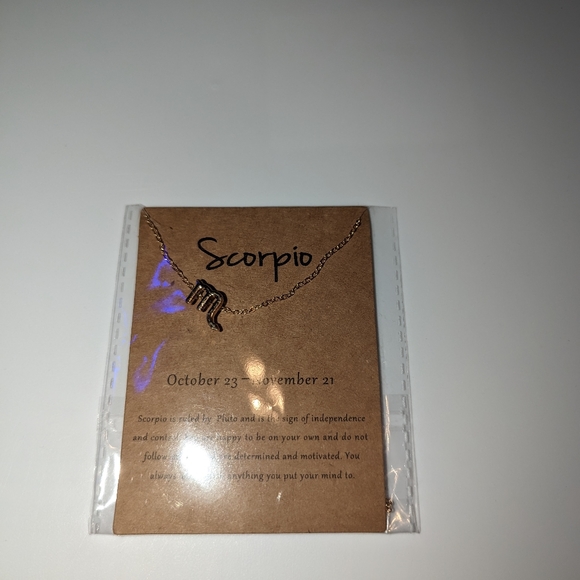 Scorpio
October 23 – November 21
Scorpio is ruled by Pluto and is the sign of independence
and happy to be on your own and do not
follow determined and motivated. You
always anything you put your mind to.